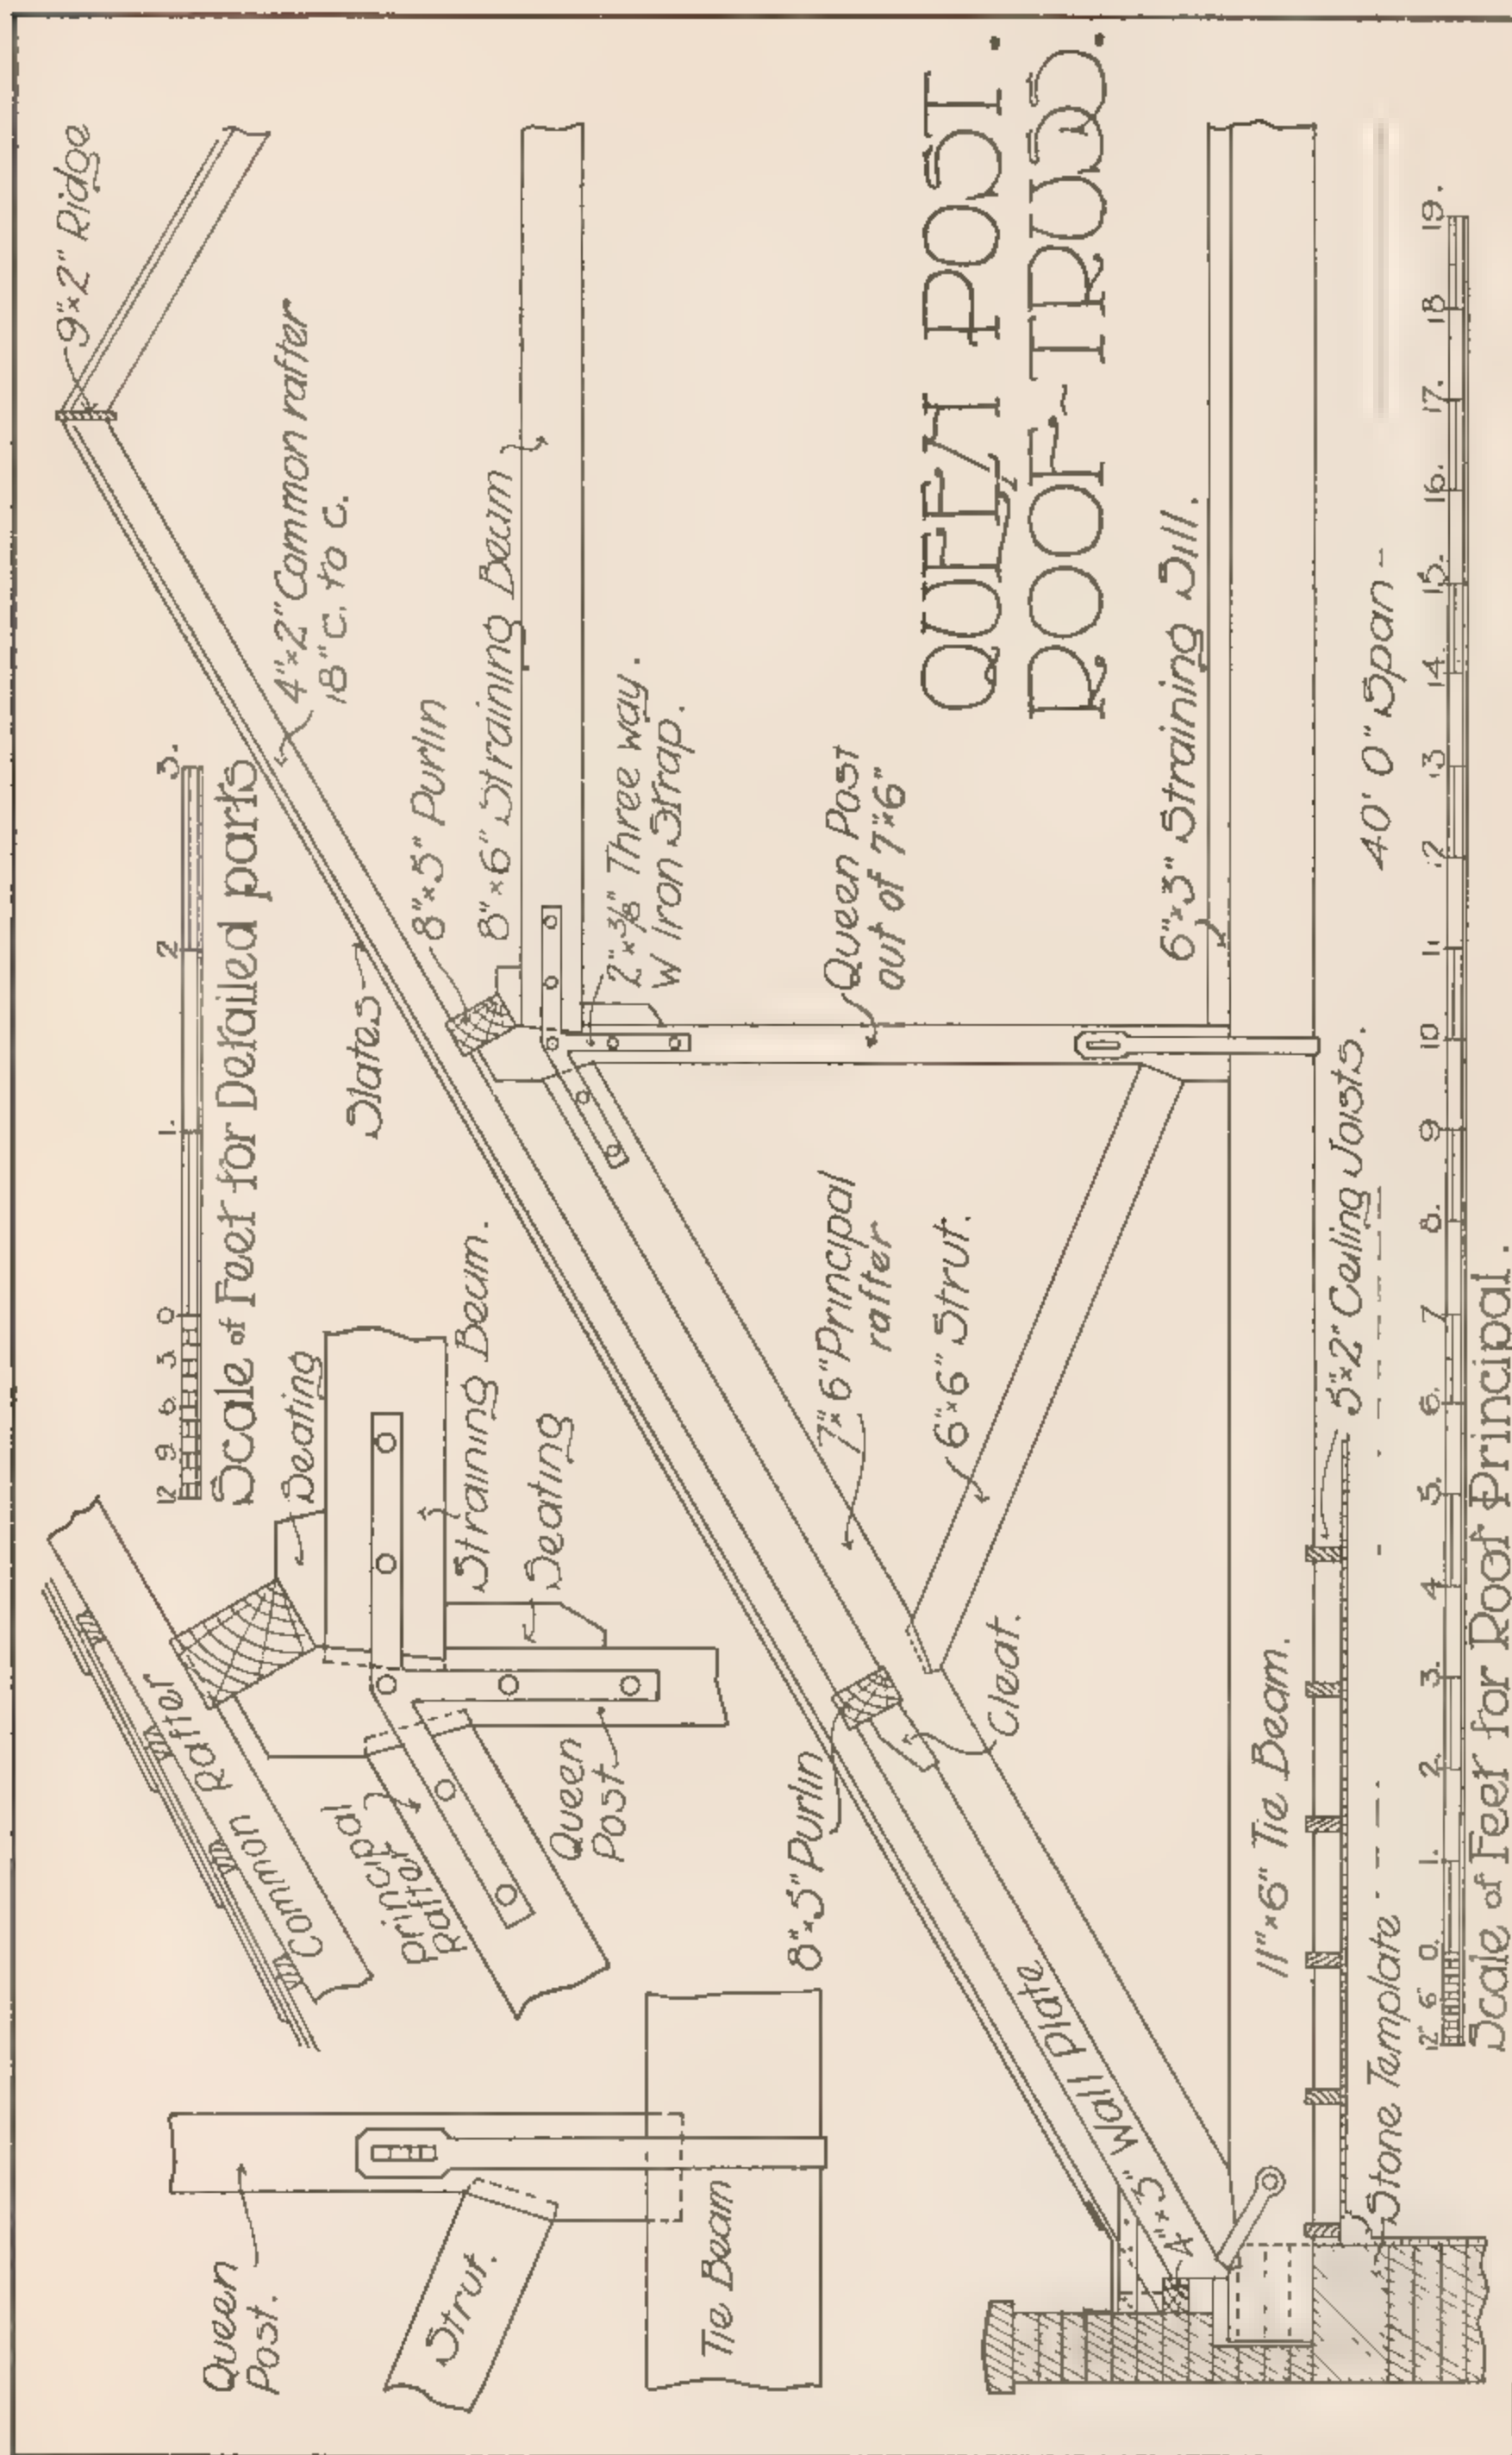 QUEEN POST.
ROOF TRUSS.
9"×2" Ridge
4"×2" Common rafter
18" c. to c.
Slates
8"×5" Purlin
8"×6" Straining Beam
2"×3/8" Three way.
W Iron Strap.
Queen Post
out of 7"×6"
6"×3" Straining Sill.
7"×6" Principal
rafter
6"×6" Strut.
Cleat.
8"×5" Purlin
11"×6" Tie Beam.
5"×2" Ceiling Joists.
4"×3" Wall Plate
Stone Template
40' 0" Span
12 9 6 3 0 1. 2 3.
Scale of Feet for Detailed parts
Seating
Straining Beam.
Seating
Common Rafter
Principal
Rafter
Queen
Post
Queen
Post.
Strut.
Tie Beam
12" 6" 0. 1. 2. 3. 4 5. 6. 7 8. 9 10 11 12 13 14 15. 16. 17. 18 19.
Scale of Feet for Roof Principal.